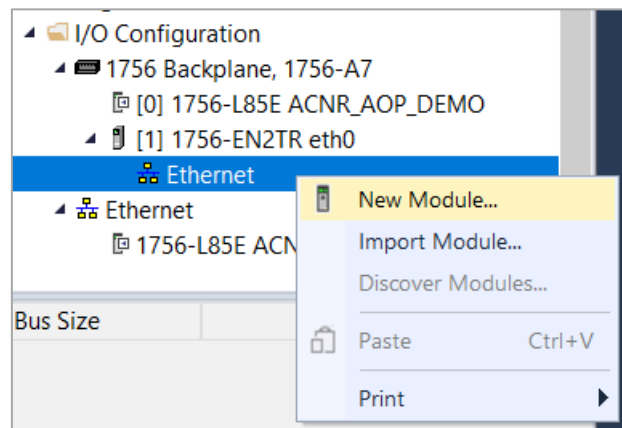 I/O Configuration
1756 Backplane, 1756-A7
[0] 1756-L85E ACNR_AOP_DEMO
[1] 1756-EN2TR eth0
Ethernet
New Module...
Ethernet
1756-L85E ACN
Import Module...
Discover Modules...
Bus Size
Paste Ctrl+V
Print